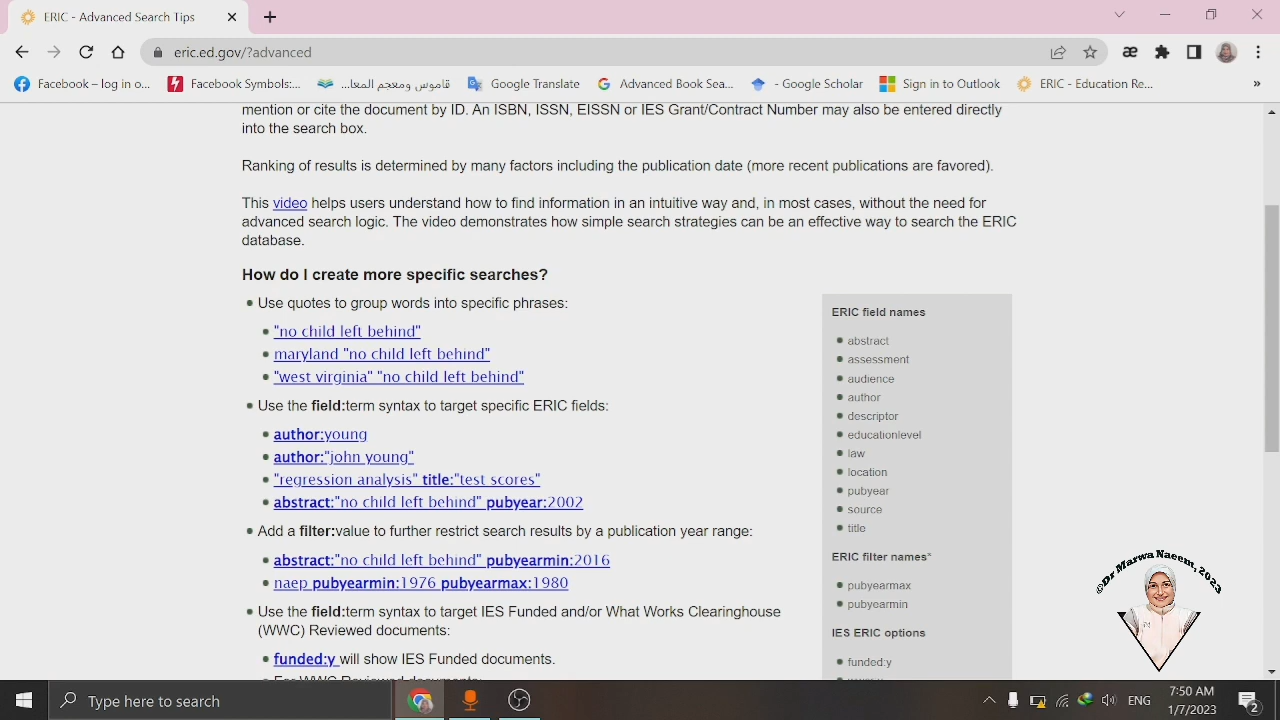 ERIC - Advanced Search Tips
eric.ed.gov/?advanced
Facebook – log in o...
Facebook Symbols:...
قاموس ومعجم المعا...
Google Translate
Advanced Book Sea...
- Google Scholar
Sign in to Outlook
ERIC - Education Re...
»
mention or cite the document by ID. An ISBN, ISSN, EISSN or IES Grant/Contract Number may also be entered directly
into the search box.
Ranking of results is determined by many factors including the publication date (more recent publications are favored).
This video helps users understand how to find information in an intuitive way and, in most cases, without the need for
advanced search logic. The video demonstrates how simple search strategies can be an effective way to search the ERIC
database.
How do I create more specific searches?
Use quotes to group words into specific phrases:
"no child left behind"
maryland "no child left behind"
"west virginia" "no child left behind"
Use the field:term syntax to target specific ERIC fields:
author:young
author:"john young"
"regression analysis" title:"test scores"
abstract:"no child left behind" pubyear:2002
Add a filter:value to further restrict search results by a publication year range:
abstract:"no child left behind" pubyearmin:2016
naep pubyearmin:1976 pubyearmax:1980
Use the field:term syntax to target IES Funded and/or What Works Clearinghouse
(WWC) Reviewed documents:
funded:y will show IES Funded documents.
ERIC field names
abstract
assessment
audience
author
descriptor
educationlevel
law
location
pubyear
source
title
ERIC filter names*
pubyearmax
pubyearmin
IES ERIC options
funded:y
©Dr Marwa Naeem, 2023
Type here to search
ENG
7:50 AM
1/7/2023
2